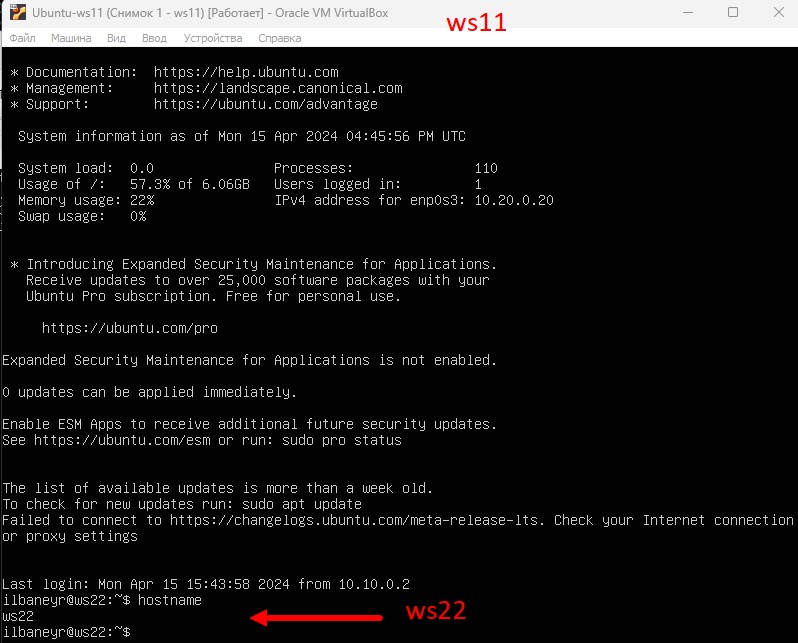 Ubuntu-ws11 (Снимок 1 - ws11) [Работает] - Oracle VM VirtualBox
ws11
Файл Машина Вид Ввод Устройства Справка
* Documentation: https://help.ubuntu.com
* Management: https://landscape.canonical.com
* Support: https://ubuntu.com/advantage
System information as of Mon 15 Apr 2024 04:45:56 PM UTC
System load: 0.0 Processes: 110
Usage of /: 57.3% of 6.06GB Users logged in: 1
Memory usage: 22% IPv4 address for enp0s3: 10.20.0.20
Swap usage: 0%
* Introducing Expanded Security Maintenance for Applications.
Receive updates to over 25,000 software packages with your
Ubuntu Pro subscription. Free for personal use.
https://ubuntu.com/pro
Expanded Security Maintenance for Applications is not enabled.
0 updates can be applied immediately.
Enable ESM Apps to receive additional future security updates.
See https://ubuntu.com/esm or run: sudo pro status
The list of available updates is more than a week old.
To check for new updates run: sudo apt update
Failed to connect to https://changelogs.ubuntu.com/meta-release-lts. Check your Internet connection
or proxy settings
Last login: Mon Apr 15 15:43:58 2024 from 10.10.0.2
ilbaneyr@ws22:~$ hostname
ws22
ws22
ilbaneyr@ws22:~$